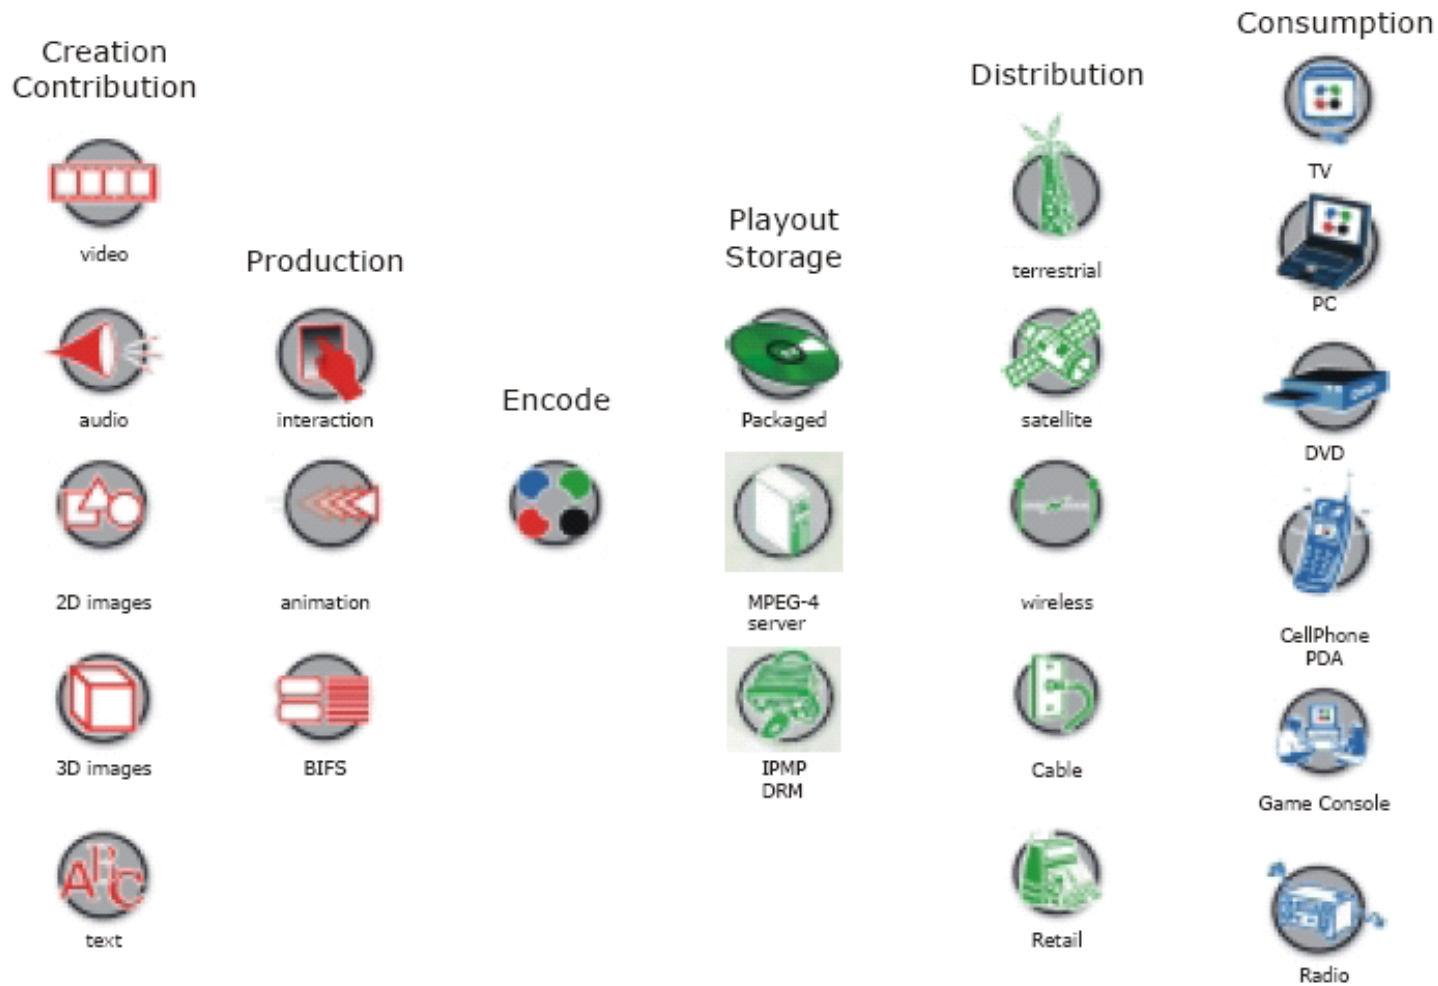 Creation
Contribution
video
audio
2D images
3D images
text
Production
interaction
animation
BIFS
Encode
Playout
Storage
Packaged
MPEG-4
server
IPMP
DRM
Distribution
terrestrial
satellite
wireless
Cable
Retail
Consumption
TV
PC
DVD
CellPhone
PDA
Game Console
Radio
ABC